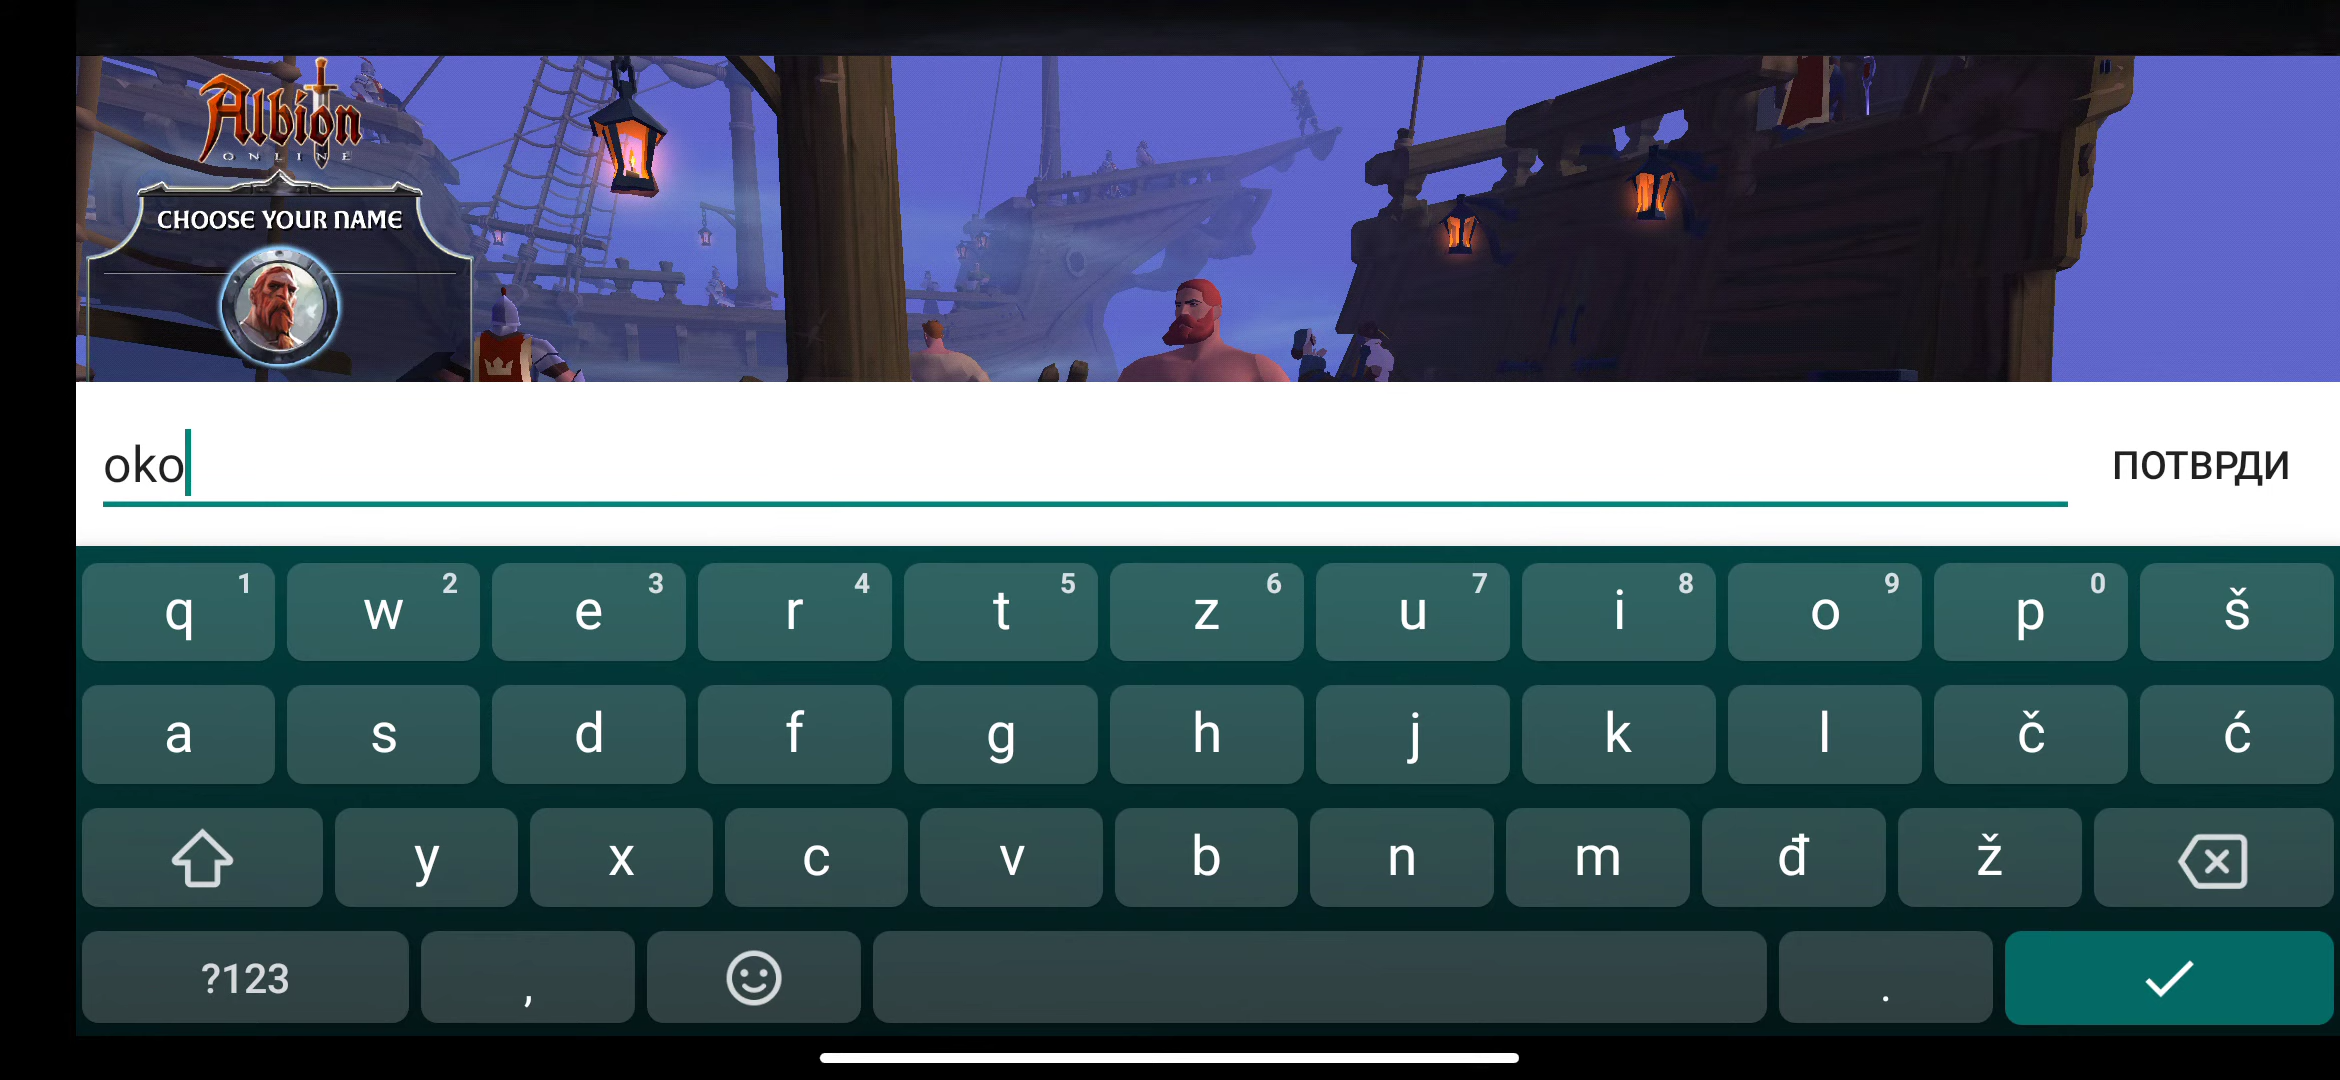 Albion
ONLINE
CHOOSE YOUR NAME
oko
ПОТВРДИ
q 1 w 2 e 3 r 4 t 5 z 6 u 7 i 8 o 9 p 0 š
a s d f g h j k l č ć
y x c v b n m đ ž
?123 , .